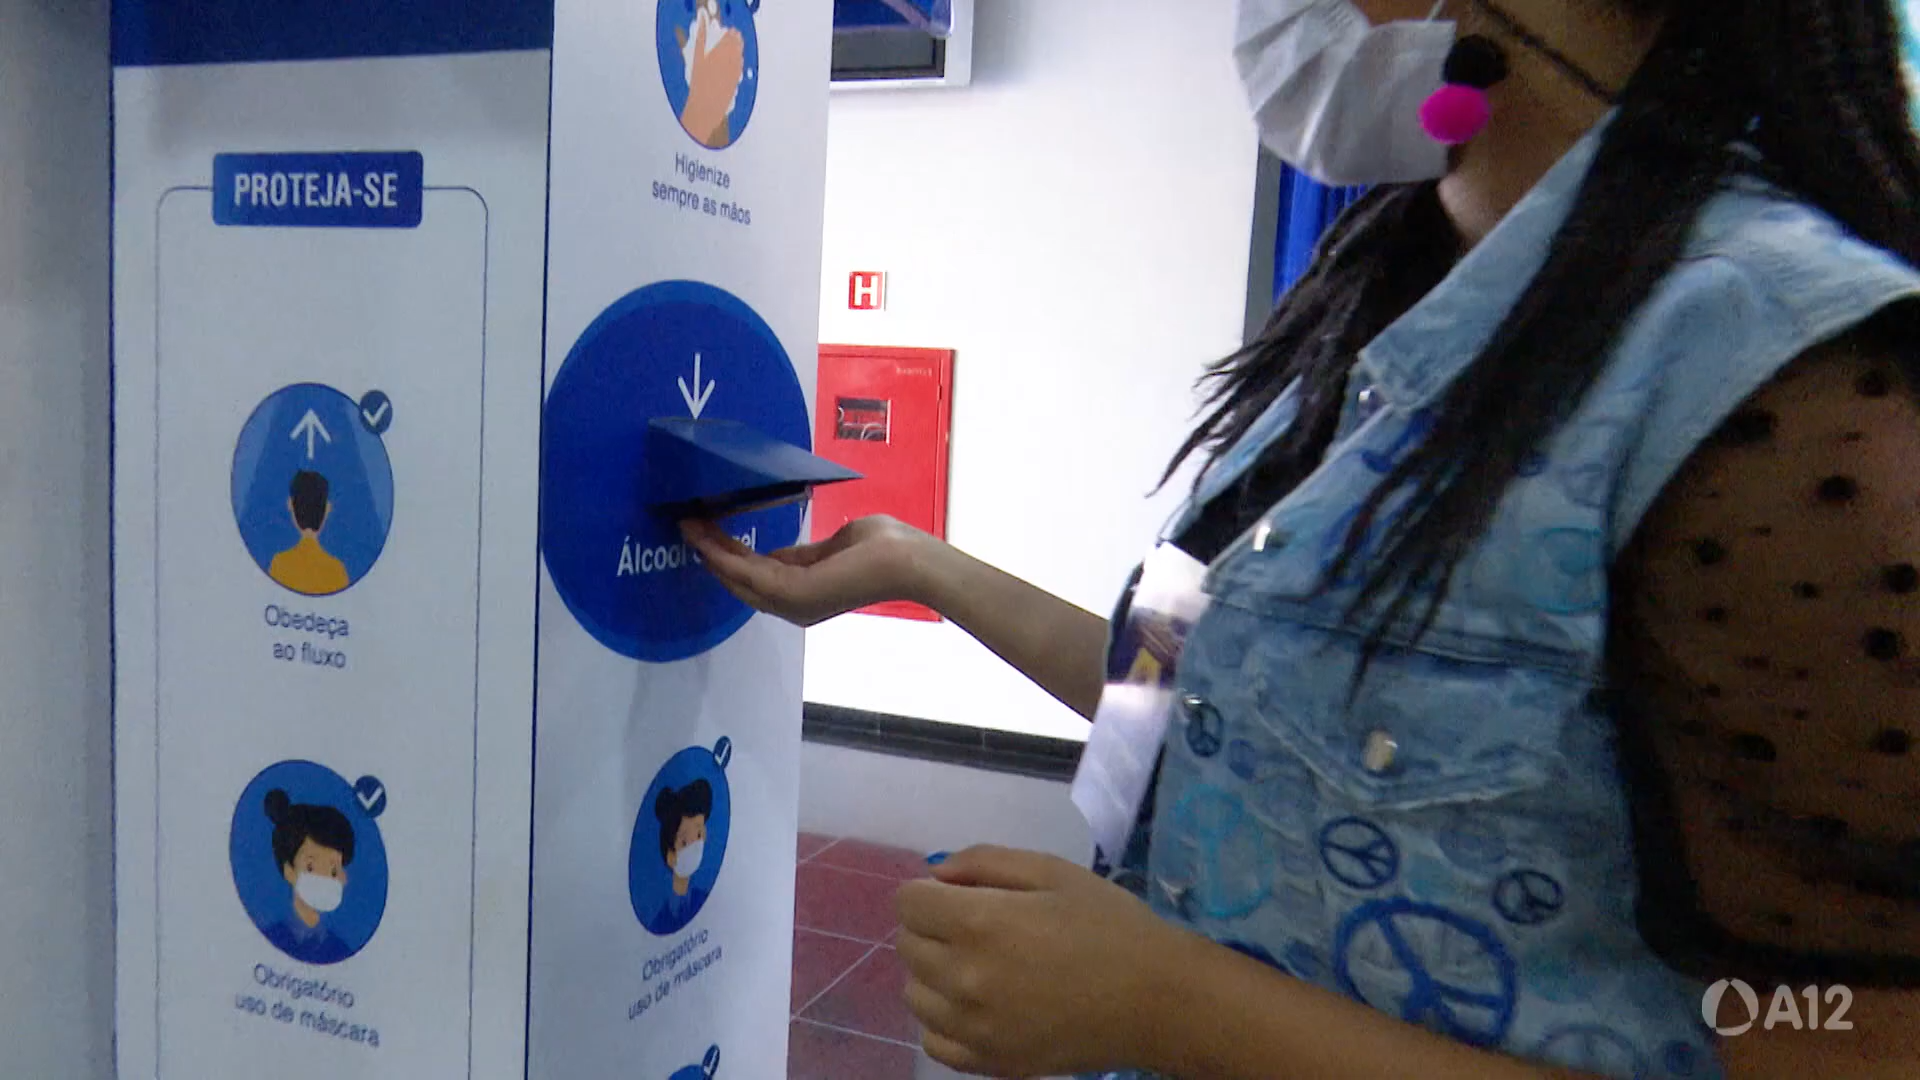 PROTEJA-SE
Obedeça
ao fluxo
Obrigatório
uso de máscara
Higienize
sempre as mãos
Álcool
Obrigatório
uso de máscara
H
A12